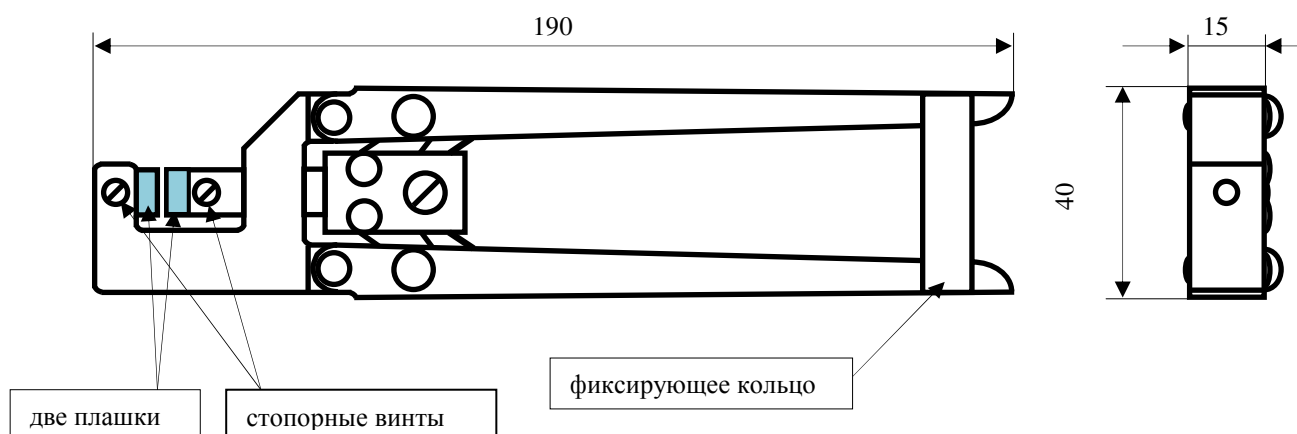 190
15
40
фиксирующее кольцо
две плашки
стопорные винты